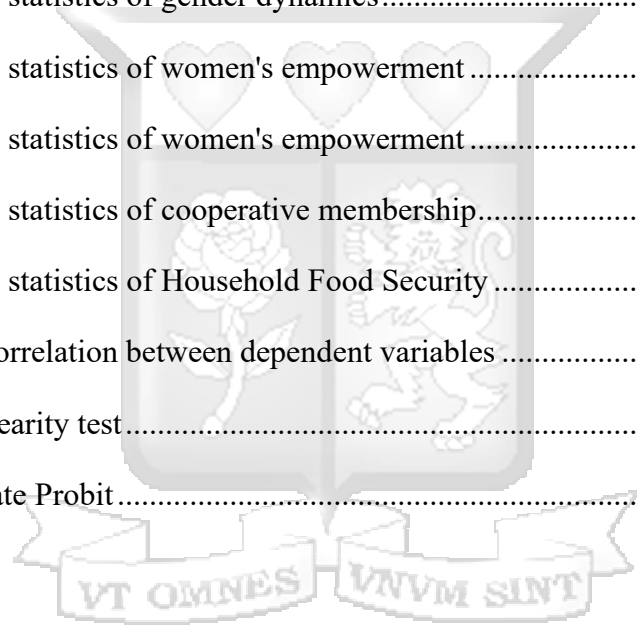 statistics of gender dynamics
statistics of women's empowerment
statistics of women's empowerment
statistics of cooperative membership
statistics of Household Food Security
orrelation between dependent variables
earity test
ate Probit
VT OMNES VNVM SINT